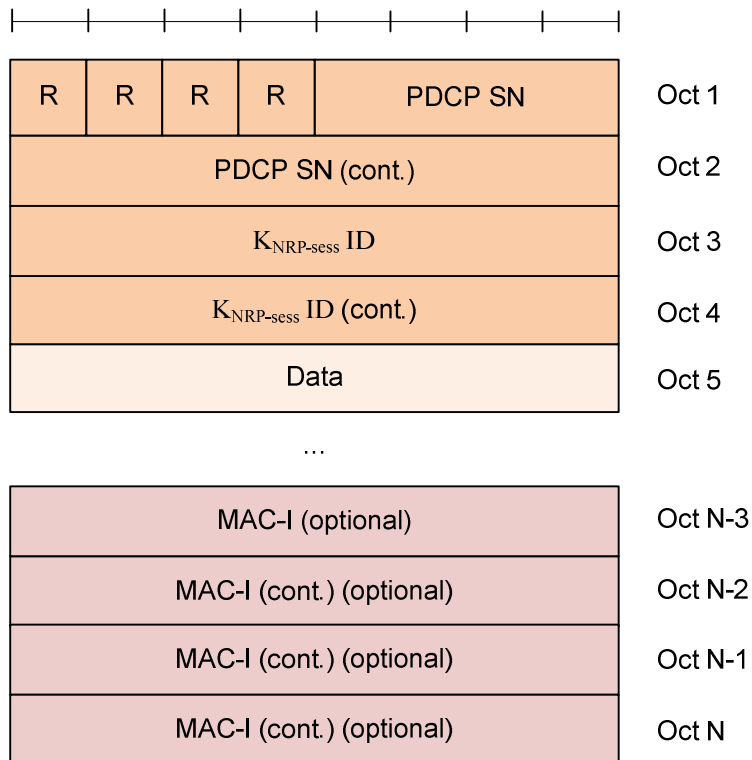 R R R R PDCP SN Oct 1
PDCP SN (cont.) Oct 2
KNRP-sess ID Oct 3
KNRP-sess ID (cont.) Oct 4
Data Oct 5
...
MAC-I (optional) Oct N-3
MAC-I (cont.) (optional) Oct N-2
MAC-I (cont.) (optional) Oct N-1
MAC-I (cont.) (optional) Oct N